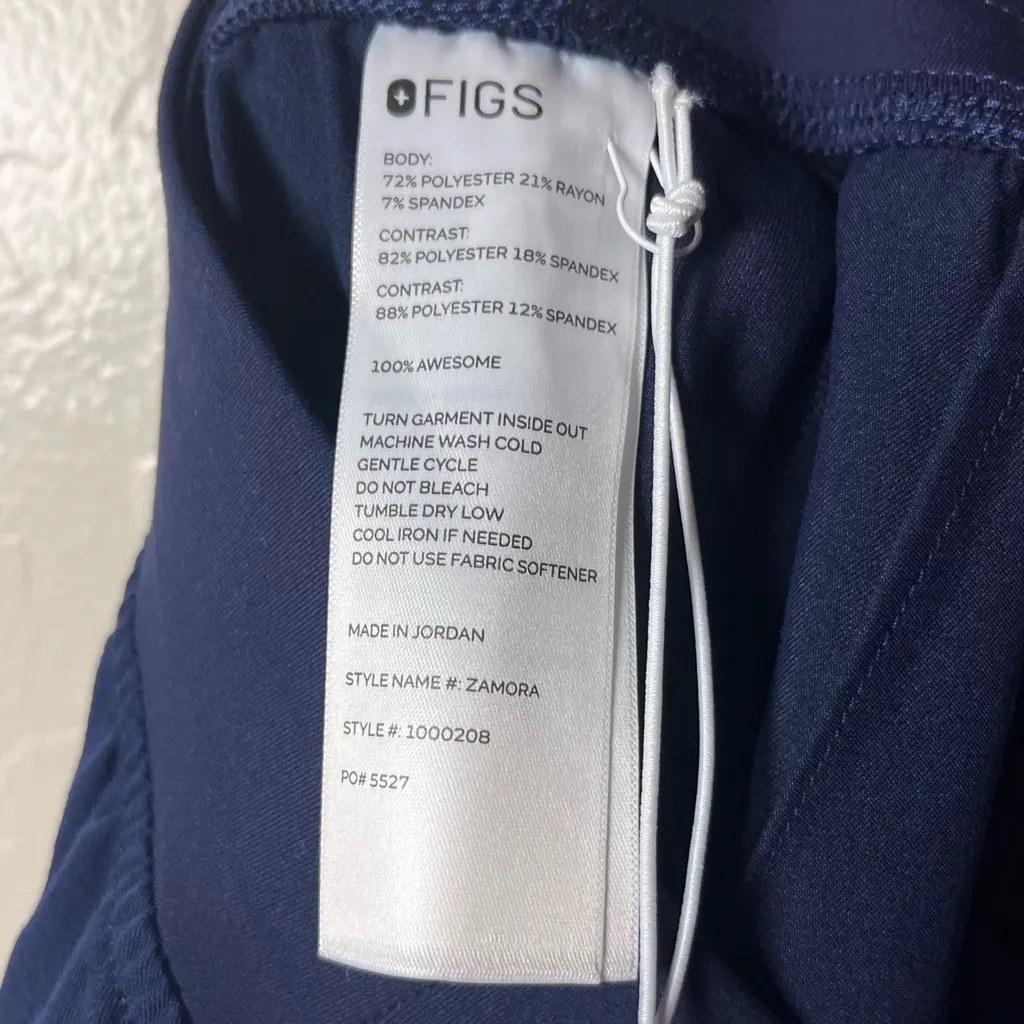 FIGS
BODY:
72% POLYESTER 21% RAYON
7% SPANDEX
CONTRAST:
82% POLYESTER 18% SPANDEX
CONTRAST:
88% POLYESTER 12% SPANDEX
100% AWESOME
TURN GARMENT INSIDE OUT
MACHINE WASH COLD
GENTLE CYCLE
DO NOT BLEACH
TUMBLE DRY LOW
COOL IRON IF NEEDED
DO NOT USE FABRIC SOFTENER
MADE IN JORDAN
STYLE NAME #: ZAMORA
STYLE #: 1000208
PO# 5527